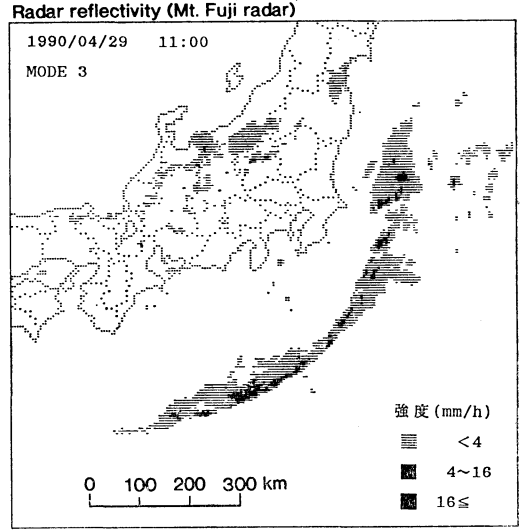 Radar reflectivity (Mt. Fuji radar)
1990/04/29 11:00
MODE 3
強度(mm/h)
<4
4~16
16≦
0 100 200 300 km